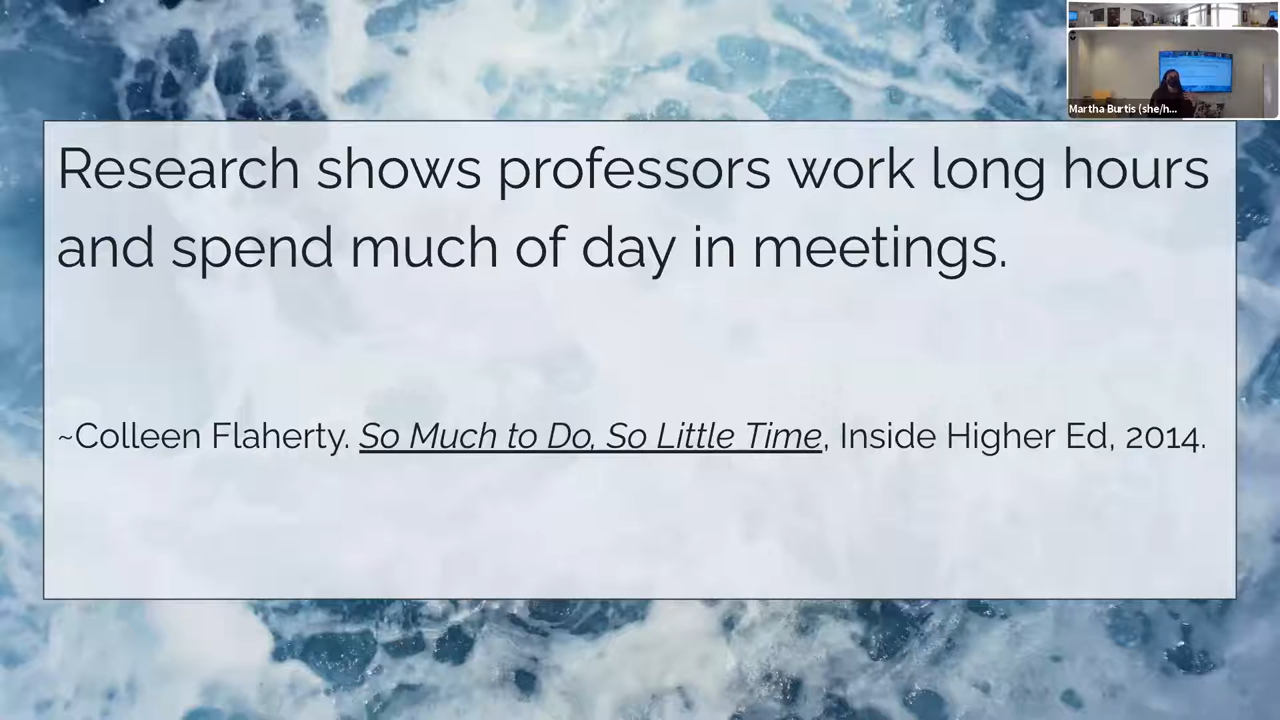 Martha Burtis (she/h...
Research shows professors work long hours
and spend much of day in meetings.
~Colleen Flaherty. So Much to Do, So Little Time, Inside Higher Ed, 2014.